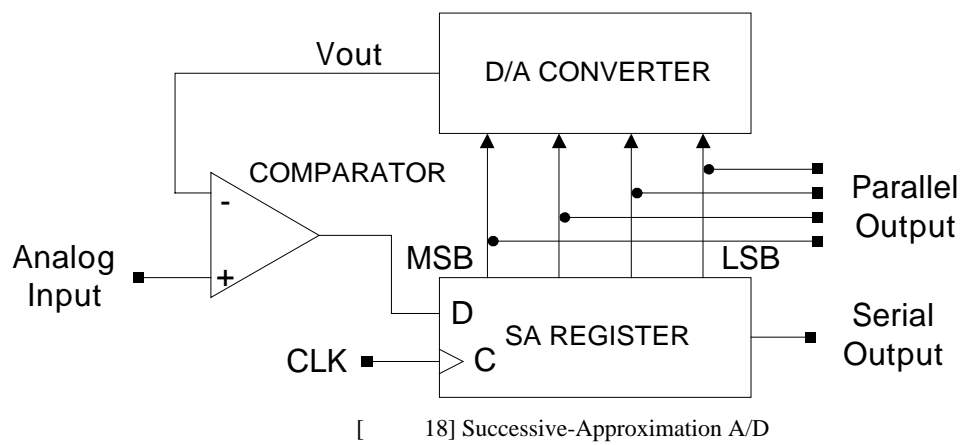 Vout
D/A CONVERTER
COMPARATOR
-
+
Analog
Input
MSB
LSB
Parallel
Output
D
SA REGISTER
C
CLK
Serial
Output
[ 18] Successive-Approximation A/D